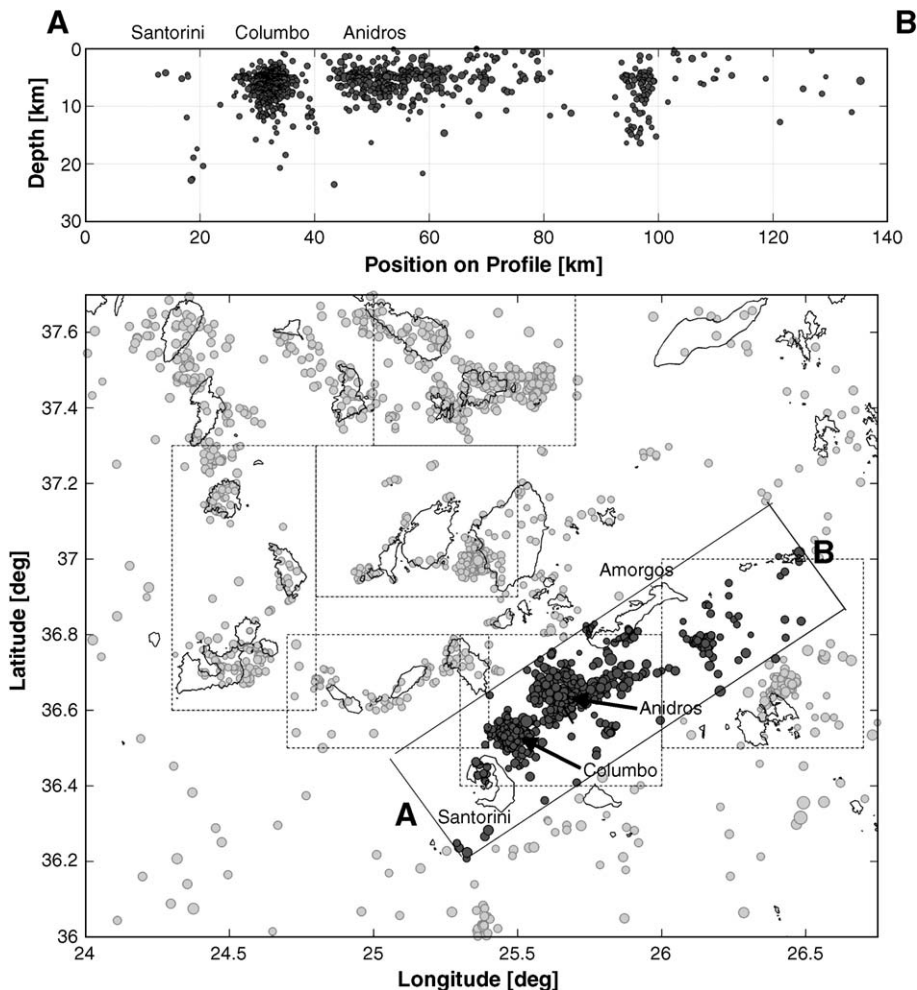 A Santorini Columbo Anidros B
0
10
20
30
Depth [km]
0 20 40 60 80 100 120 140
Position on Profile [km]
37.6
37.4
37.2
37
36.8
36.6
36.4
36.2
36
Latitude [deg]
Amorgos
B
Anidros
Columbo
A
Santorini
24 24.5 25 25.5 26 26.5
Longitude [deg]